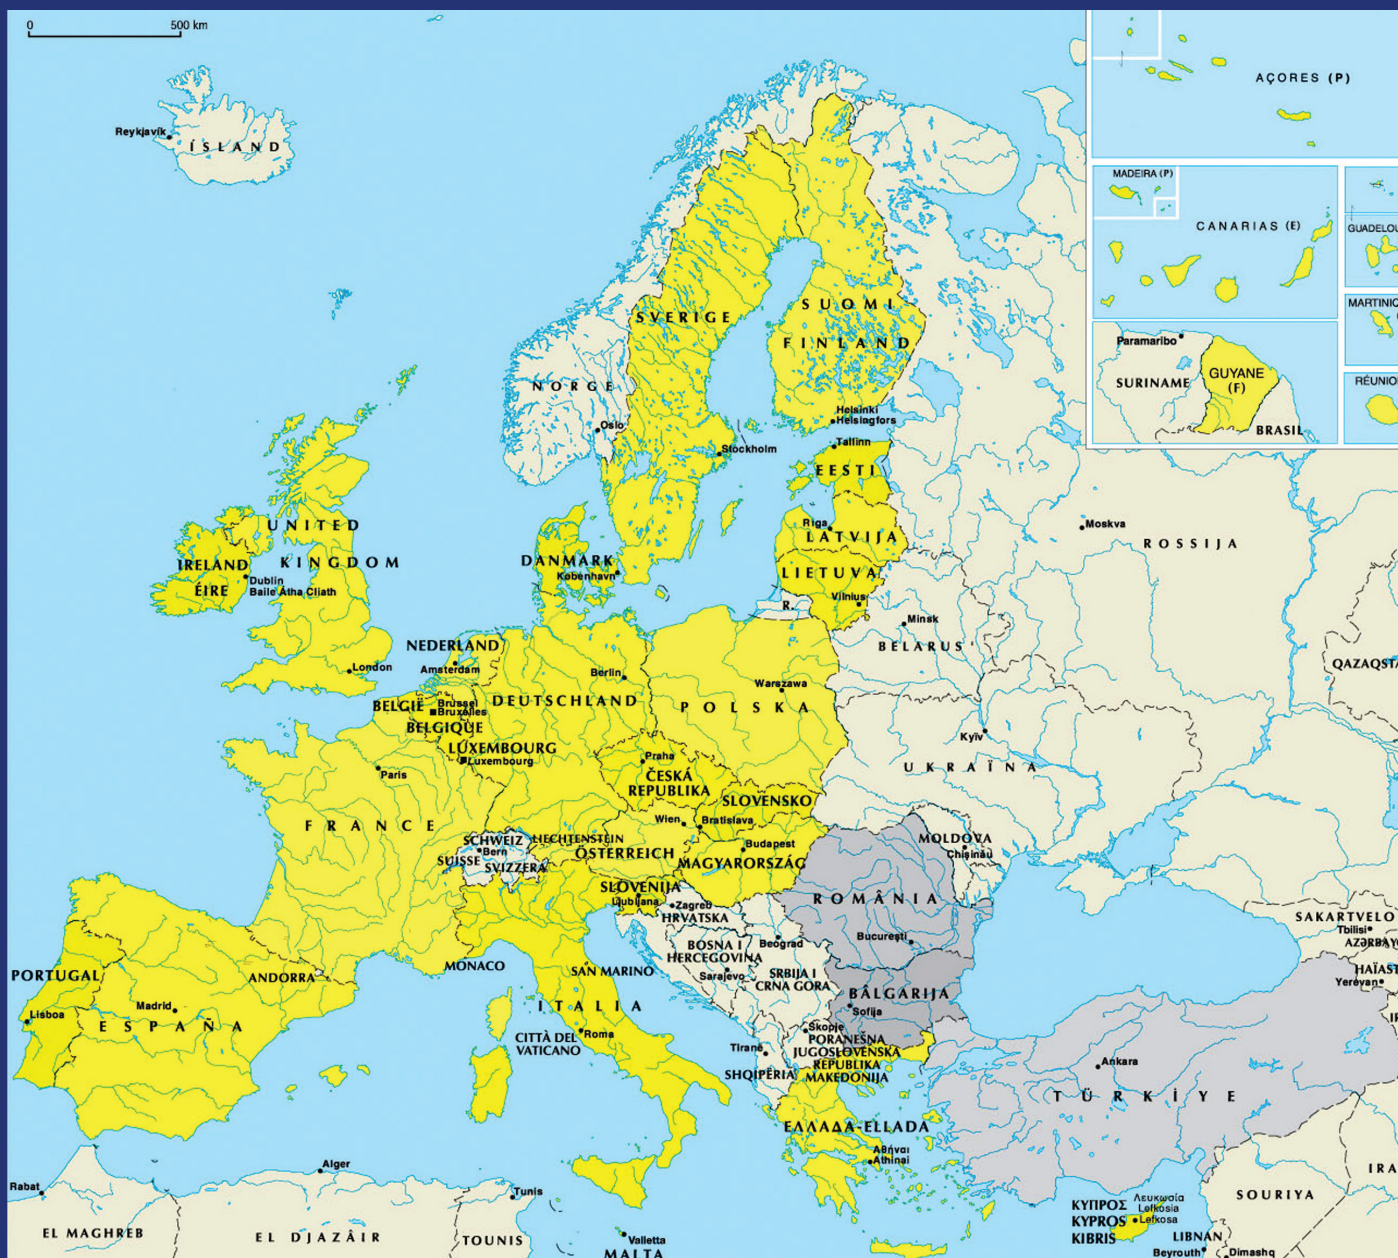 0 500 km
AÇORES (P)
Reykjavík
ÍSLAND
MADEIRA (P)
CANARIAS (E)
GUADELOU
MARTINIQ
RÉUNION
Paramaribo
SURINAME
GUYANE
(F)
BRASIL
SVERIGE
SUOMI
FINLAND
NORGE
Oslo
Helsinki
Helsingfors
Stockholm
Tallinn
EESTI
Riga
LATVIJA
Moskva
ROSSIJA
UNITED
KINGDOM
IRELAND
ÉIRE
Dublin
Baile Átha Cliath
DANMARK
København
LIETUVA
Vilnius
R.
Minsk
BELARUS'
NEDERLAND
Amsterdam
London
Berlin
DEUTSCHLAND
Warszawa
POLSKA
QAZAQSTA
BELGIË
Brussel
Bruxelles
BELGIQUE
LUXEMBOURG
Luxembourg
Kyïv
UKRAÏNA
Paris
FRANCE
Praha
ČESKÁ
REPUBLIKA
SLOVENSKO
Wien
Bratislava
SCHWEIZ
Bern
SUISSE
SVIZZERA
LIECHTENSTEIN
ÖSTERREICH
Budapest
MAGYARORSZÁG
MOLDOVA
Chişinău
SLOVENIJA
Ljubljana
Zagreb
HRVATSKA
ROMÂNIA
Bucureşti
BOSNA I
HERCEGOVINA
Sarajevo
Beograd
SRBIJA I
CRNA GORA
SAKARTVELO
Tbilisi
AZƏRBAYC
HAÏAST
Yerevan
PORTUGAL
Lisboa
Madrid
ESPAÑA
ANDORRA
MONACO
SAN MARINO
ITALIA
CITTÀ DEL
VATICANO
Roma
BÂLGARIJA
Sofija
Skopje
PORANEŠNA
JUGOSLOVENSKA
REPUBLIKA
MAKEDONIJA
Tiranë
SHQIPËRIA
Ankara
TÜRKİYE
ΕΛΛΑΔΑ-ELLADA
Αθήναι
Athinai
Rabat
EL MAGHREB
Alger
EL DJAZÂIR
Tunis
TOUNIS
Valletta
MALTA
ΚΥΠΡΟΣ
KYPROS
KIBRIS
Λευκωσία
Lefkosia
Lefkosa
SOURIYA
IRA
LIBNAN
Beyrouth
Dimashq